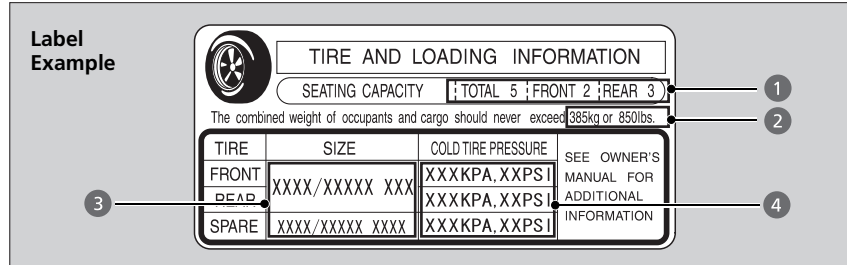 Label
Example
TIRE AND LOADING INFORMATION
SEATING CAPACITY TOTAL 5 FRONT 2 REAR 3
1
The combined weight of occupants and cargo should never exceed 385kg or 850lbs.
2
TIRE SIZE COLD TIRE PRESSURE
SEE OWNER'S
MANUAL FOR
ADDITIONAL
INFORMATION
FRONT XXXX/XXXXX XXX XXXKPA,XXPSI
REAR XXXKPA,XXPSI
3
4
SPARE XXXX/XXXXX XXXX XXXKPA,XXPSI